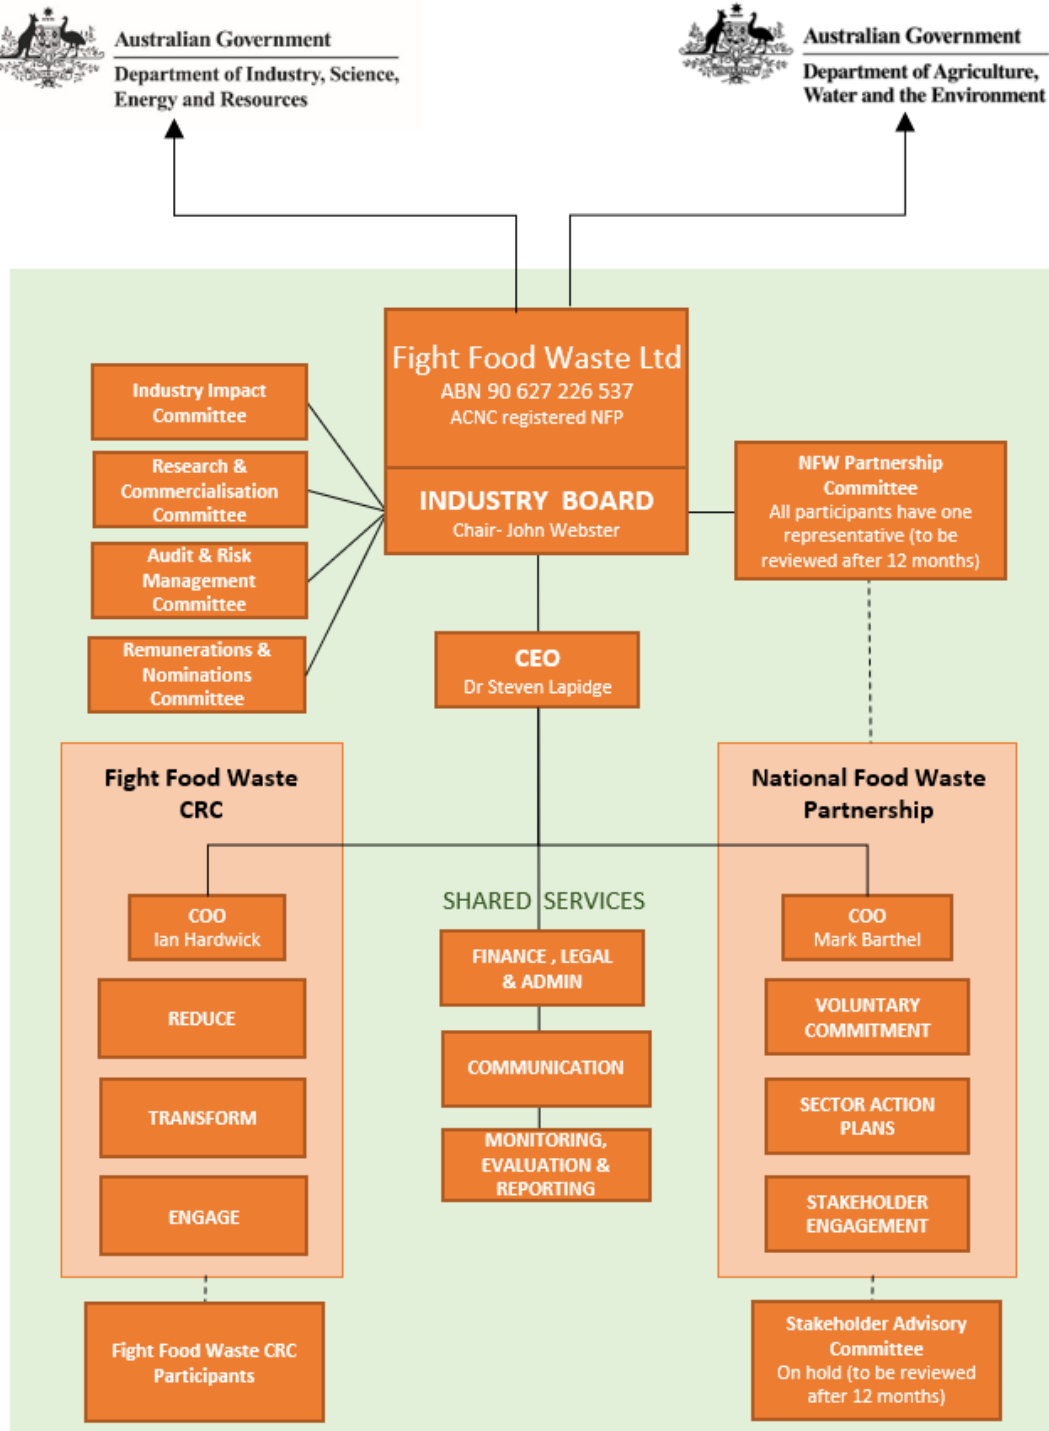 Australian Government
Department of Industry, Science,
Energy and Resources
Australian Government
Department of Agriculture,
Water and the Environment
Fight Food Waste Ltd
ABN 90 627 226 537
ACNC registered NFP
INDUSTRY BOARD
Chair- John Webster
Industry Impact
Committee
Research &
Commercialisation
Committee
Audit & Risk
Management
Committee
Remunerations &
Nominations
Committee
NFW Partnership
Committee
All participants have one
representative (to be
reviewed after 12 months)
CEO
Dr Steven Lapidge
Fight Food Waste
CRC
COO
Ian Hardwick
REDUCE
TRANSFORM
ENGAGE
Fight Food Waste CRC
Participants
SHARED SERVICES
FINANCE , LEGAL
& ADMIN
COMMUNICATION
MONITORING,
EVALUATION &
REPORTING
National Food Waste
Partnership
COO
Mark Barthel
VOLUNTARY
COMMITMENT
SECTOR ACTION
PLANS
STAKEHOLDER
ENGAGEMENT
Stakeholder Advisory
Committee
On hold (to be reviewed
after 12 months)